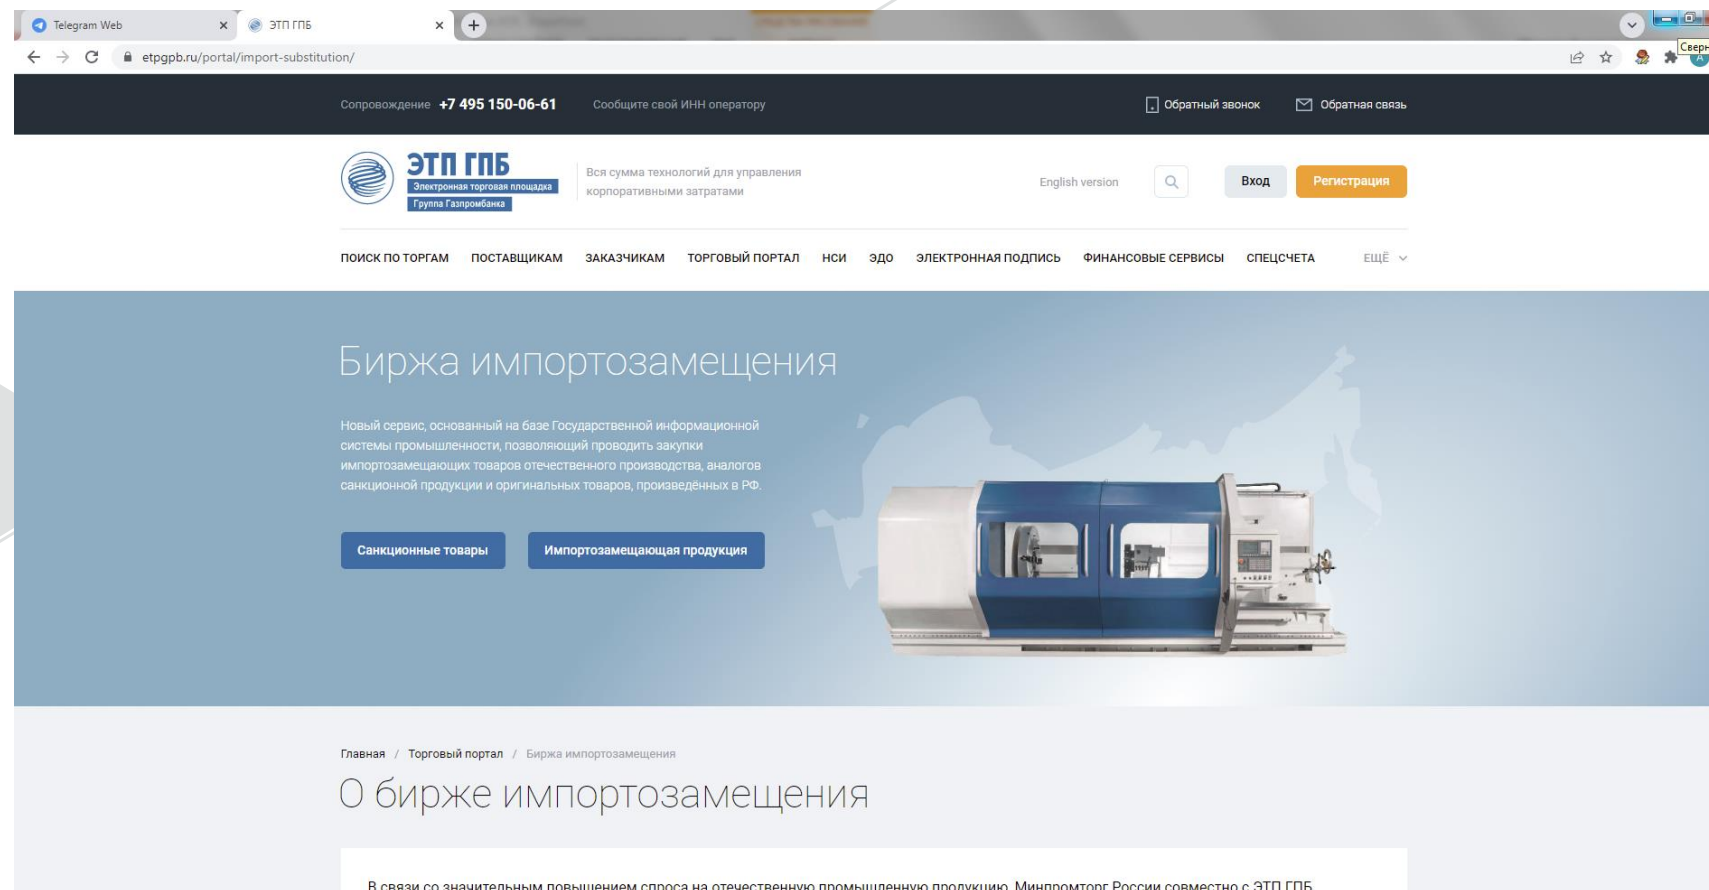 Telegram Web
ЭТП ГПБ
etpgpb.ru/portal/import-substitution/
Сверн
A
Сопровождение +7 495 150-06-61 Сообщите свой ИНН оператору
Обратный звонок Обратная связь
ЭТП ГПБ
Электронная торговая площадка
Группа Газпромбанка
Вся сумма технологий для управления
корпоративными затратами
English version
Вход
Регистрация
ПОИСК ПО ТОРГАМ ПОСТАВЩИКАМ ЗАКАЗЧИКАМ ТОРГОВЫЙ ПОРТАЛ НСИ ЭДО ЭЛЕКТРОННАЯ ПОДПИСЬ ФИНАНСОВЫЕ СЕРВИСЫ СПЕЦСЧЕТА ЕЩЁ
Биржа импортозамещения
Новый сервис, основанный на базе Государственной информационной
системы промышленности, позволяющий проводить закупки
импортозамещающих товаров отечественного производства, аналогов
санкционной продукции и оригинальных товаров, произведённых в РФ.
Санкционные товары
Импортозамещающая продукция
Главная / Торговый портал / Биржа импортозамещения
О бирже импортозамещения
В связи со значительным повышением спроса на отечественную промышленную продукцию, Минпромторг России совместно с ЭТП ГПБ